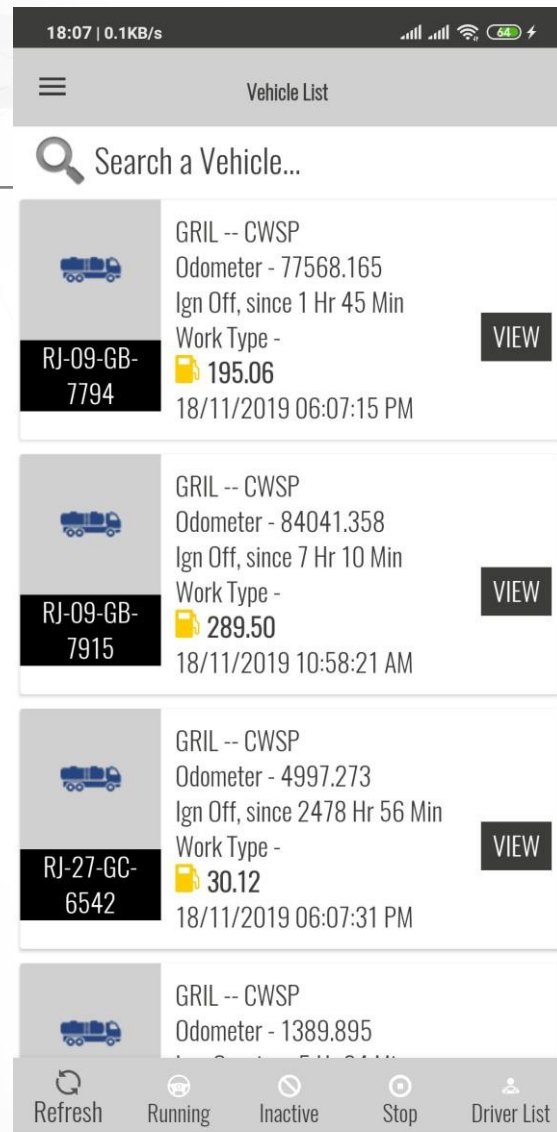 18:07 | 0.1KB/s
64
Vehicle List
Search a Vehicle...
GRIL -- CWSP
Odometer - 77568.165
Ign Off, since 1 Hr 45 Min
Work Type -
195.06
18/11/2019 06:07:15 PM
RJ-09-GB-
7794
VIEW
GRIL -- CWSP
Odometer - 84041.358
Ign Off, since 7 Hr 10 Min
Work Type -
289.50
18/11/2019 10:58:21 AM
RJ-09-GB-
7915
VIEW
GRIL -- CWSP
Odometer - 4997.273
Ign Off, since 2478 Hr 56 Min
Work Type -
30.12
18/11/2019 06:07:31 PM
RJ-27-GC-
6542
VIEW
GRIL -- CWSP
Odometer - 1389.895
Refresh
Running
Inactive
Stop
Driver List